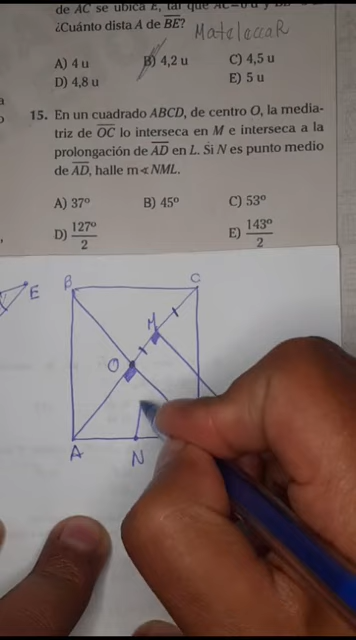 de AC se ubica E, tal que AC=6 u y
¿Cuánto dista A de BE?
MateleccaR
A) 4 u B) 4,2 u C) 4,5 u
D) 4,8 u E) 5 u
15. En un cuadrado ABCD, de centro O, la media-
triz de OC lo interseca en M e interseca a la
prolongación de AD en L. Si N es punto medio
de AD, halle m∢NML.
A) 37° B) 45° C) 53°
D) 127°/2 E) 143°/2
E
B C
M
O
A N